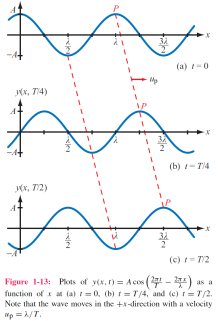 A
P
-A
λ/2
λ
3λ/2
x
u_p
(a) t = 0
y(x, T/4)
A
P
-A
λ/2
λ
3λ/2
x
(b) t = T/4
y(x, T/2)
A
P
-A
λ/2
λ
3λ/2
x
(c) t = T/2
Figure 1-13: Plots of y(x, t) = A cos(2πt/T − 2πx/λ) as a
function of x at (a) t = 0, (b) t = T/4, and (c) t = T/2.
Note that the wave moves in the +x-direction with a velocity
u_p = λ/T.